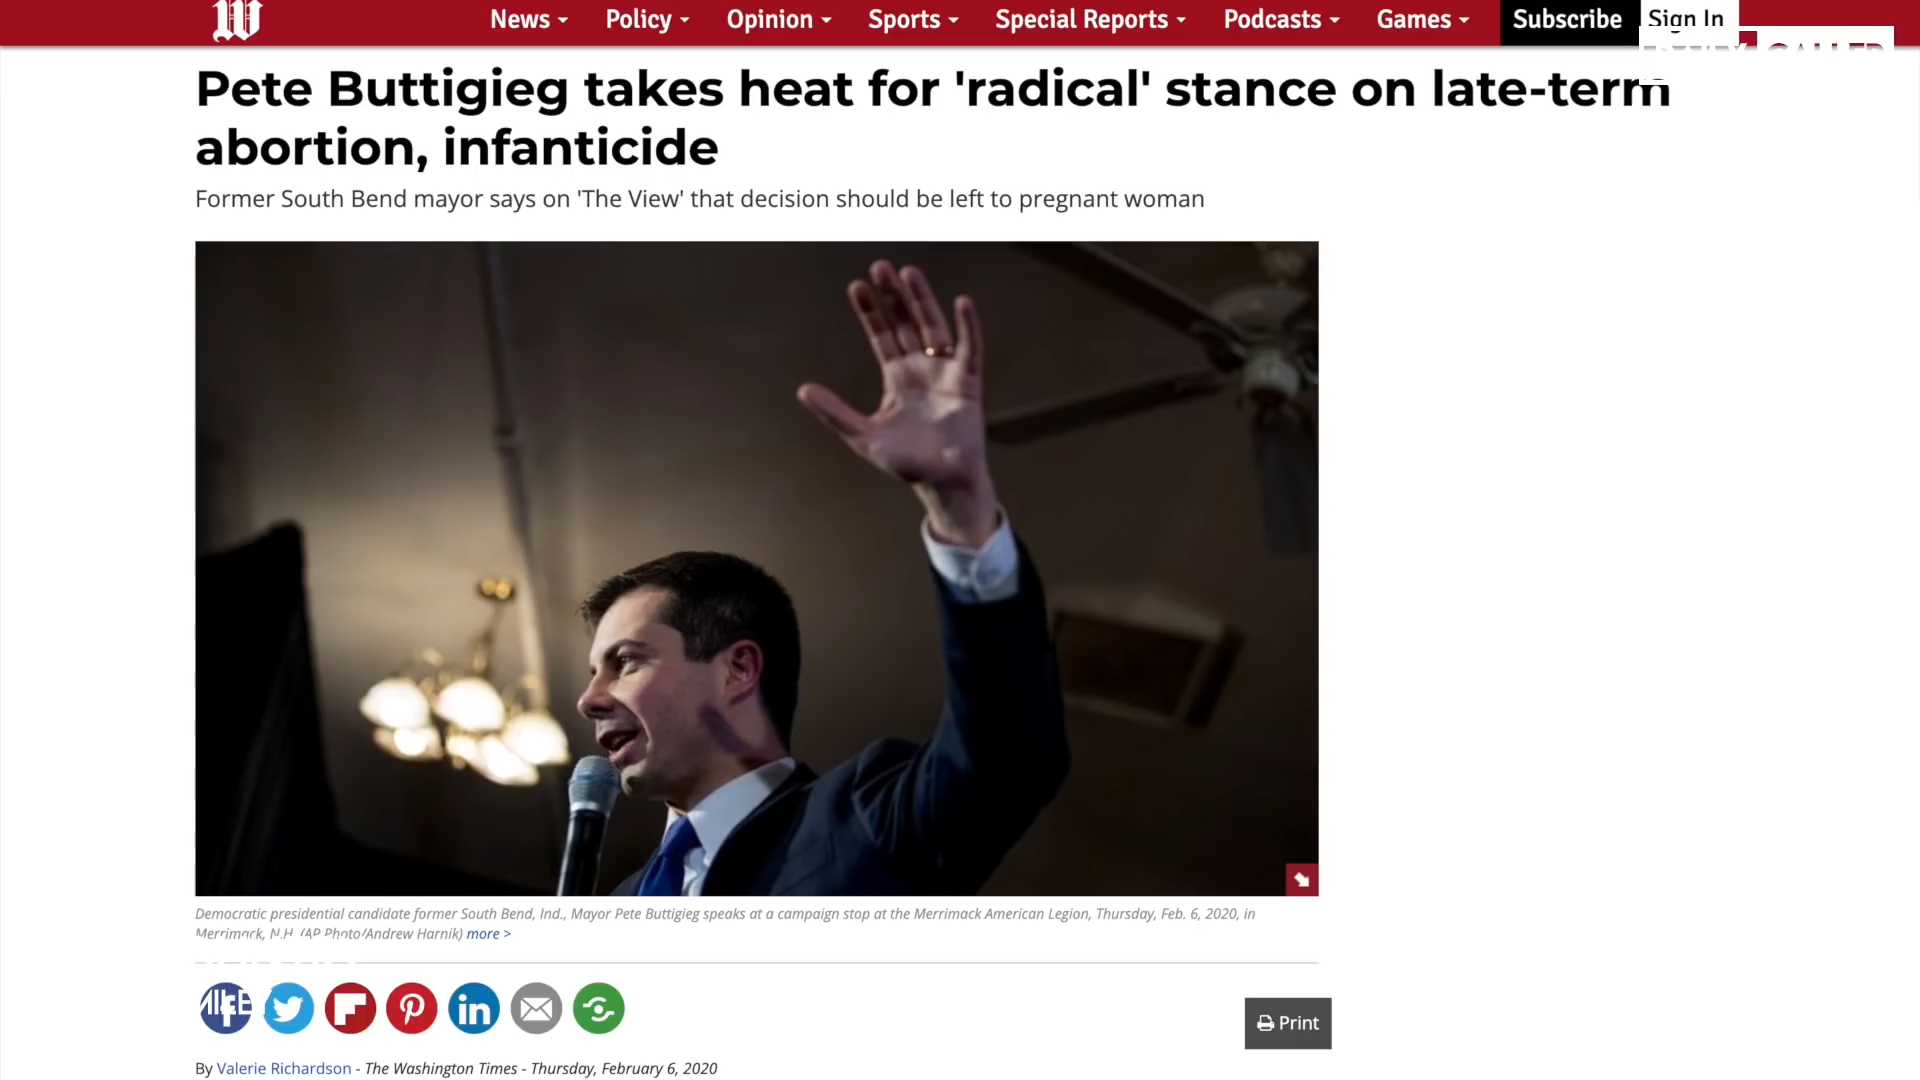 W
News Policy Opinion Sports Special Reports Podcasts Games Subscribe Sign In
Pete Buttigieg takes heat for 'radical' stance on late-term
abortion, infanticide
Former South Bend mayor says on 'The View' that decision should be left to pregnant woman
Democratic presidential candidate former South Bend, Ind., Mayor Pete Buttigieg speaks at a campaign stop at the Merrimack American Legion, Thursday, Feb. 6, 2020, in
Merrimack, N.H. (AP Photo/Andrew Harnik) more >
Print
By Valerie Richardson - The Washington Times - Thursday, February 6, 2020